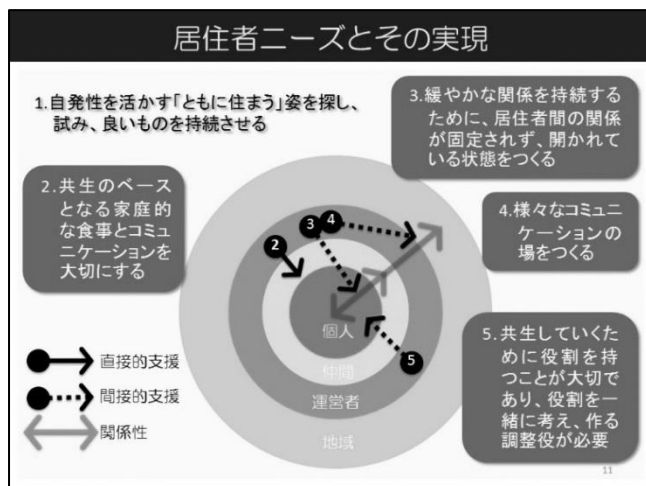 居住者ニーズとその実現
1.自発性を活かす「ともに住まう」姿を探し、
試み、良いものを持続させる
2.共生のベース
となる家庭的
な食事とコミュ
ニケーションを
大切にする
3.緩やかな関係を持続する
ために、居住者間の関係
が固定されず、開かれて
いる状態をつくる
4.様々なコミュニ
ケーションの
場をつくる
5.共生していくた
めに役割を持
つことが大切で
あり、役割を一
緒に考え、作る
調整役が必要
2
3
4
5
個人
仲間
運営者
地域
直接的支援
間接的支援
関係性
11